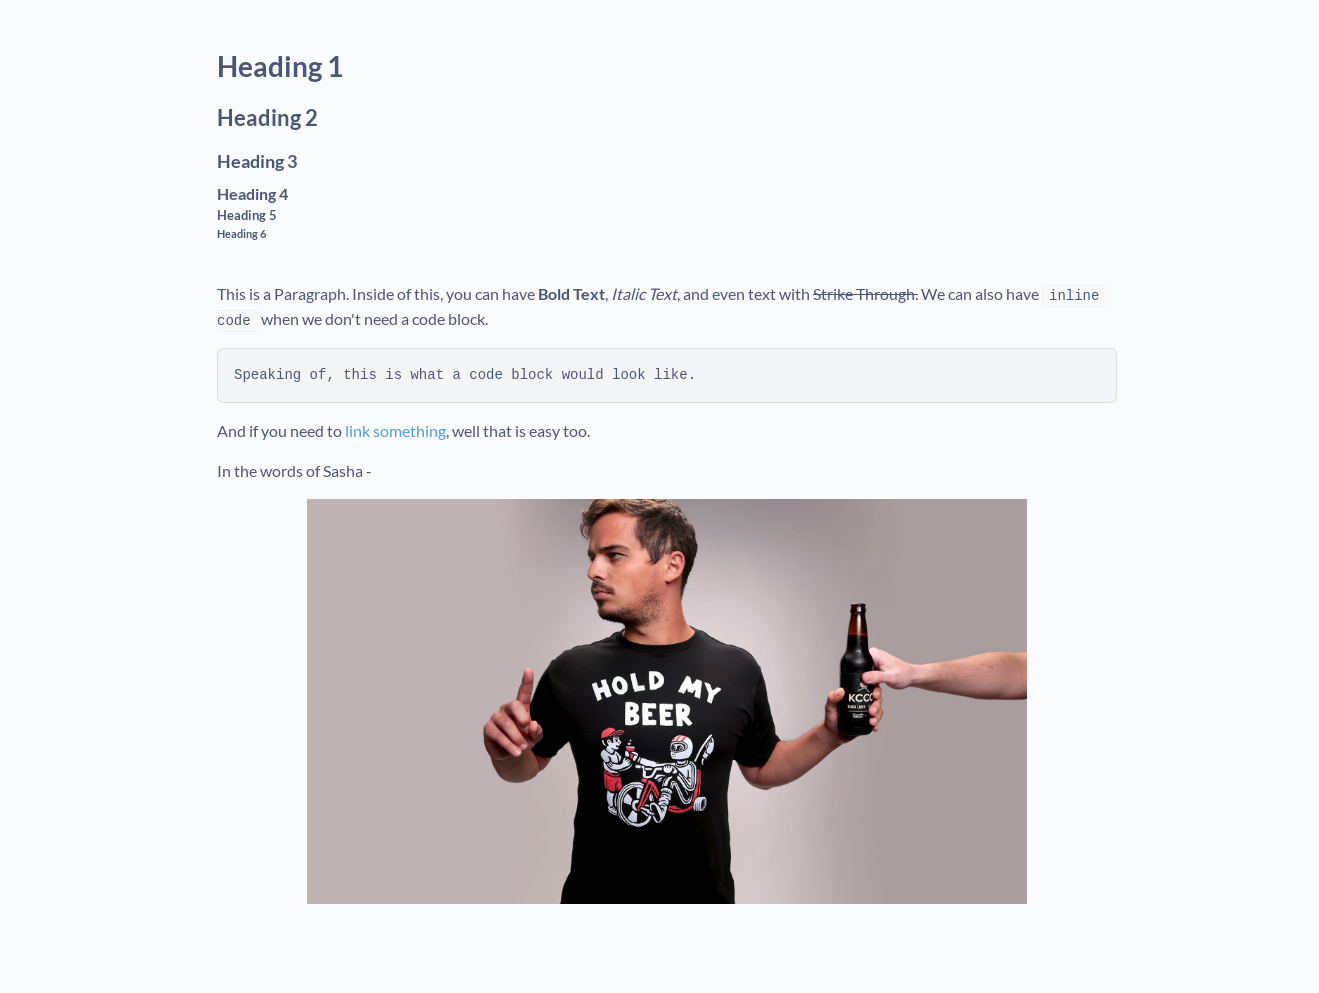 Heading 1
Heading 2
Heading 3
Heading 4
Heading 5
Heading 6
This is a Paragraph. Inside of this, you can have Bold Text, Italic Text, and even text with Strike Through. We can also have inline
code when we don't need a code block.
Speaking of, this is what a code block would look like.
And if you need to link something, well that is easy too.
In the words of Sasha -
HOLD MY
BEER
KCCO